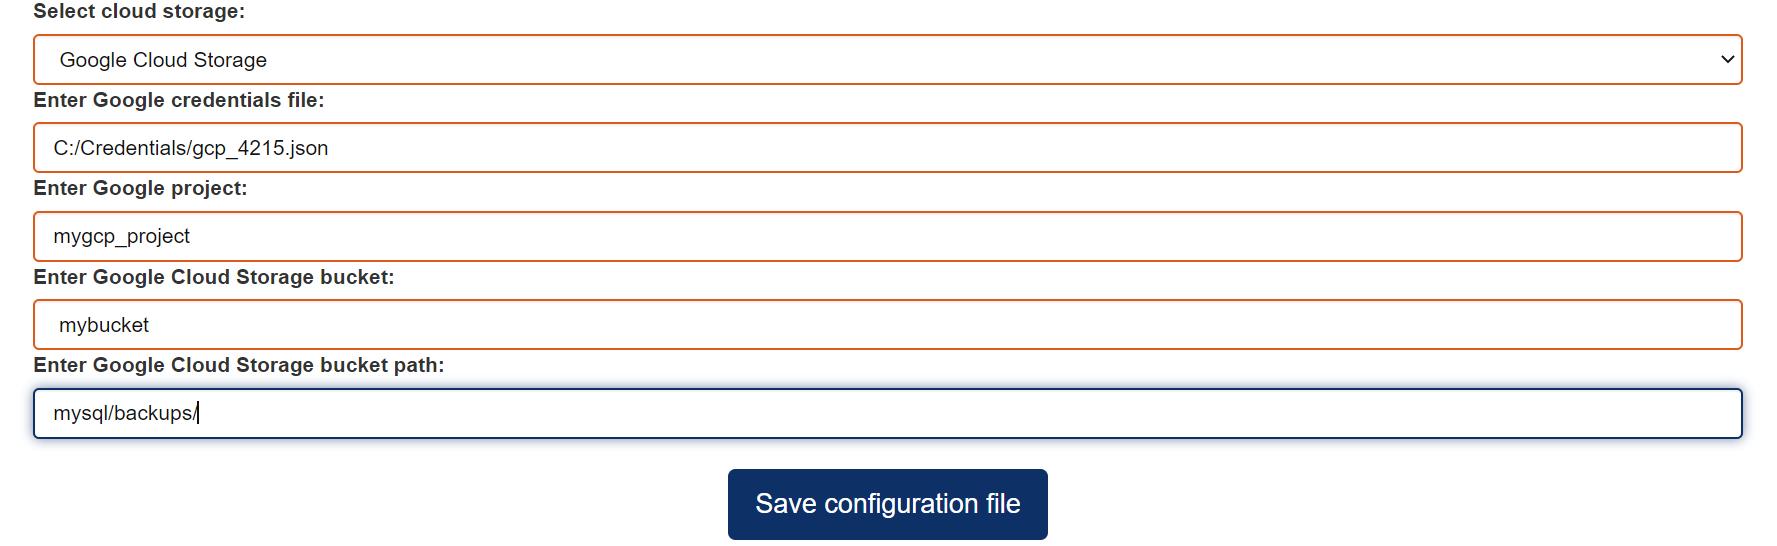 Select cloud storage:
Google Cloud Storage
Enter Google credentials file:
C:/Credentials/gcp_4215.json
Enter Google project:
mygcp_project
Enter Google Cloud Storage bucket:
mybucket
Enter Google Cloud Storage bucket path:
mysql/backups/
Save configuration file